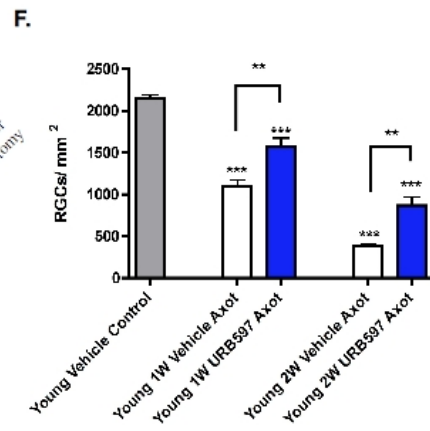 F.
2500
2000
1500
1000
500
0
RGCs/ mm 2
**
***
***
**
***
***
Young Vehicle Control
Young 1W Vehicle Axot
Young 1W URB597 Axot
Young 2W Vehicle Axot
Young 2W URB597 Axot